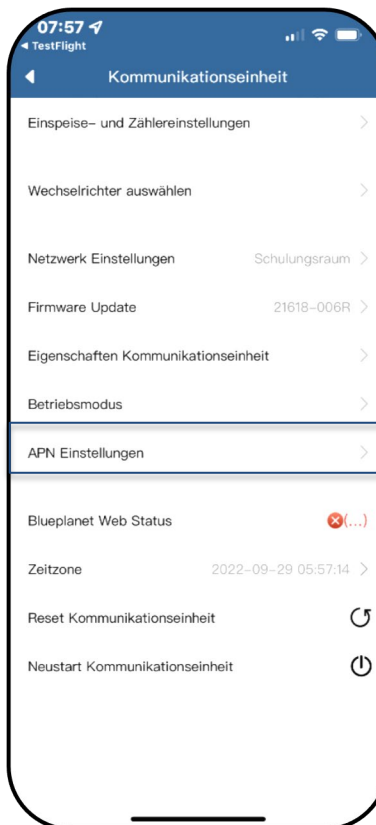 07:57
◀ TestFlight
Kommunikationseinheit
Einspeise- und Zählereinstellungen
Wechselrichter auswählen
Netzwerk Einstellungen Schulungsraum
Firmware Update 21618-006R
Eigenschaften Kommunikationseinheit
Betriebsmodus
APN Einstellungen
Blueplanet Web Status (...)
Zeitzone 2022-09-29 05:57:14
Reset Kommunikationseinheit
Neustart Kommunikationseinheit